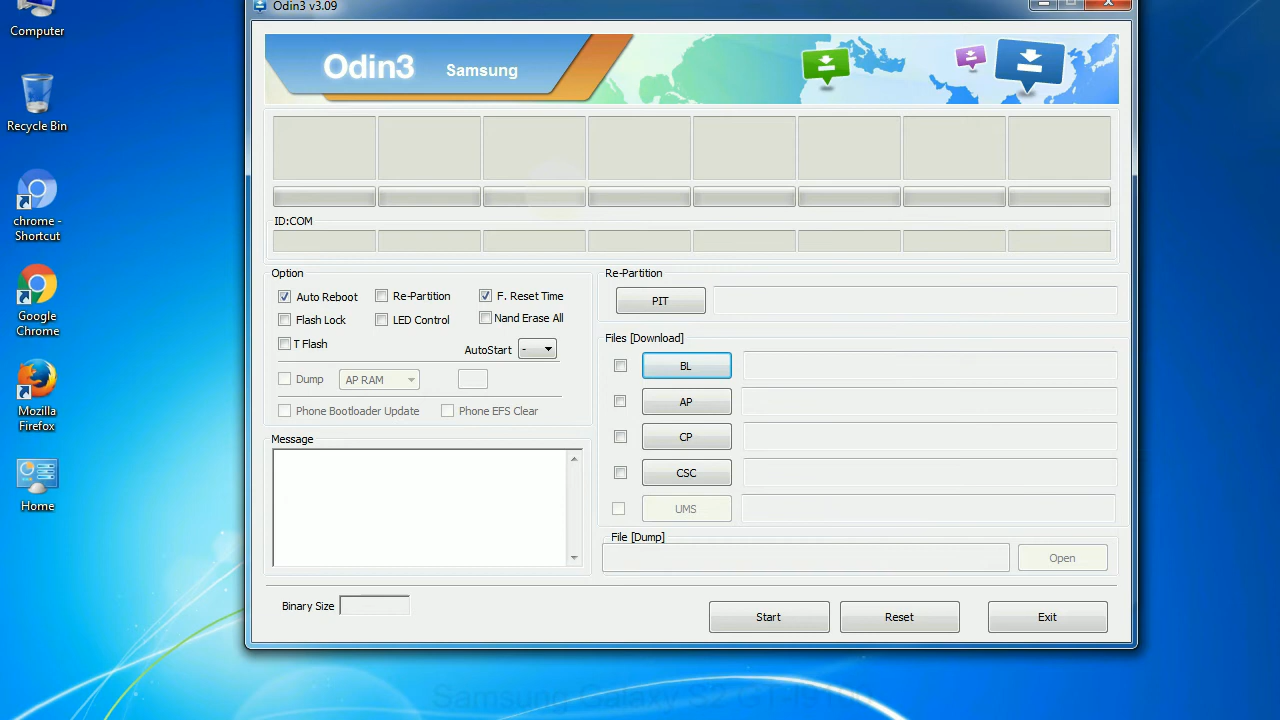 Odin3 v3.09
Computer
Recycle Bin
chrome -
Shortcut
Google
Chrome
Mozilla
Firefox
Home
Odin3 Samsung
ID:COM
Option
Auto Reboot Re-Partition F. Reset Time
Flash Lock LED Control Nand Erase All
T Flash AutoStart -
Dump AP RAM
Phone Bootloader Update Phone EFS Clear
Message
Re-Partition
PIT
Files [Download]
BL
AP
CP
CSC
UMS
File [Dump]
Open
Binary Size
Start Reset Exit
Samsung Galaxy S2